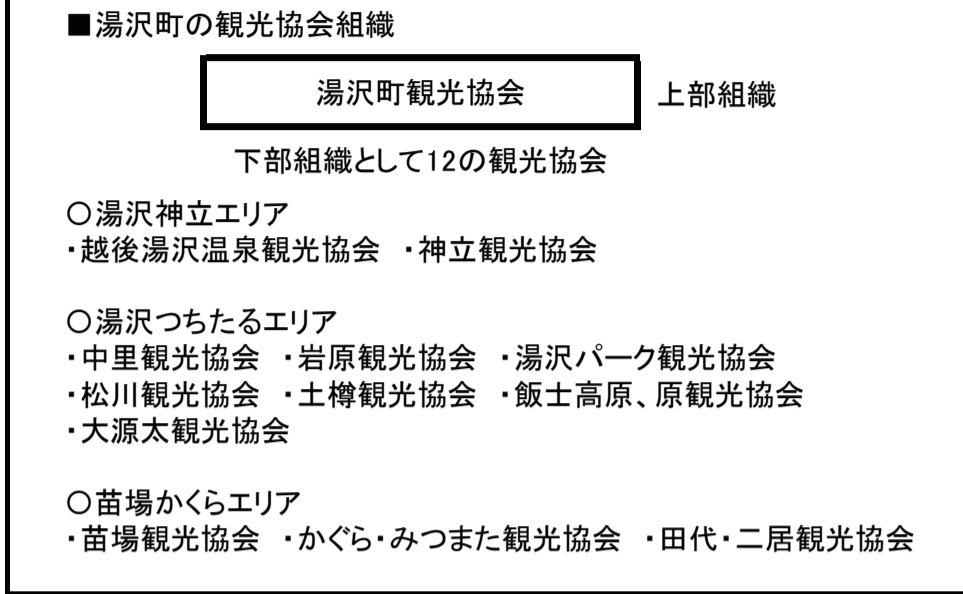 ■湯沢町の観光協会組織
湯沢町観光協会 上部組織
下部組織として12の観光協会
○湯沢神立エリア
・越後湯沢温泉観光協会 ・神立観光協会
○湯沢つちたるエリア
・中里観光協会 ・岩原観光協会 ・湯沢パーク観光協会
・松川観光協会 ・土樽観光協会 ・飯士高原、原観光協会
・大源太観光協会
○苗場かくらエリア
・苗場観光協会 ・かぐら・みつまた観光協会 ・田代・二居観光協会